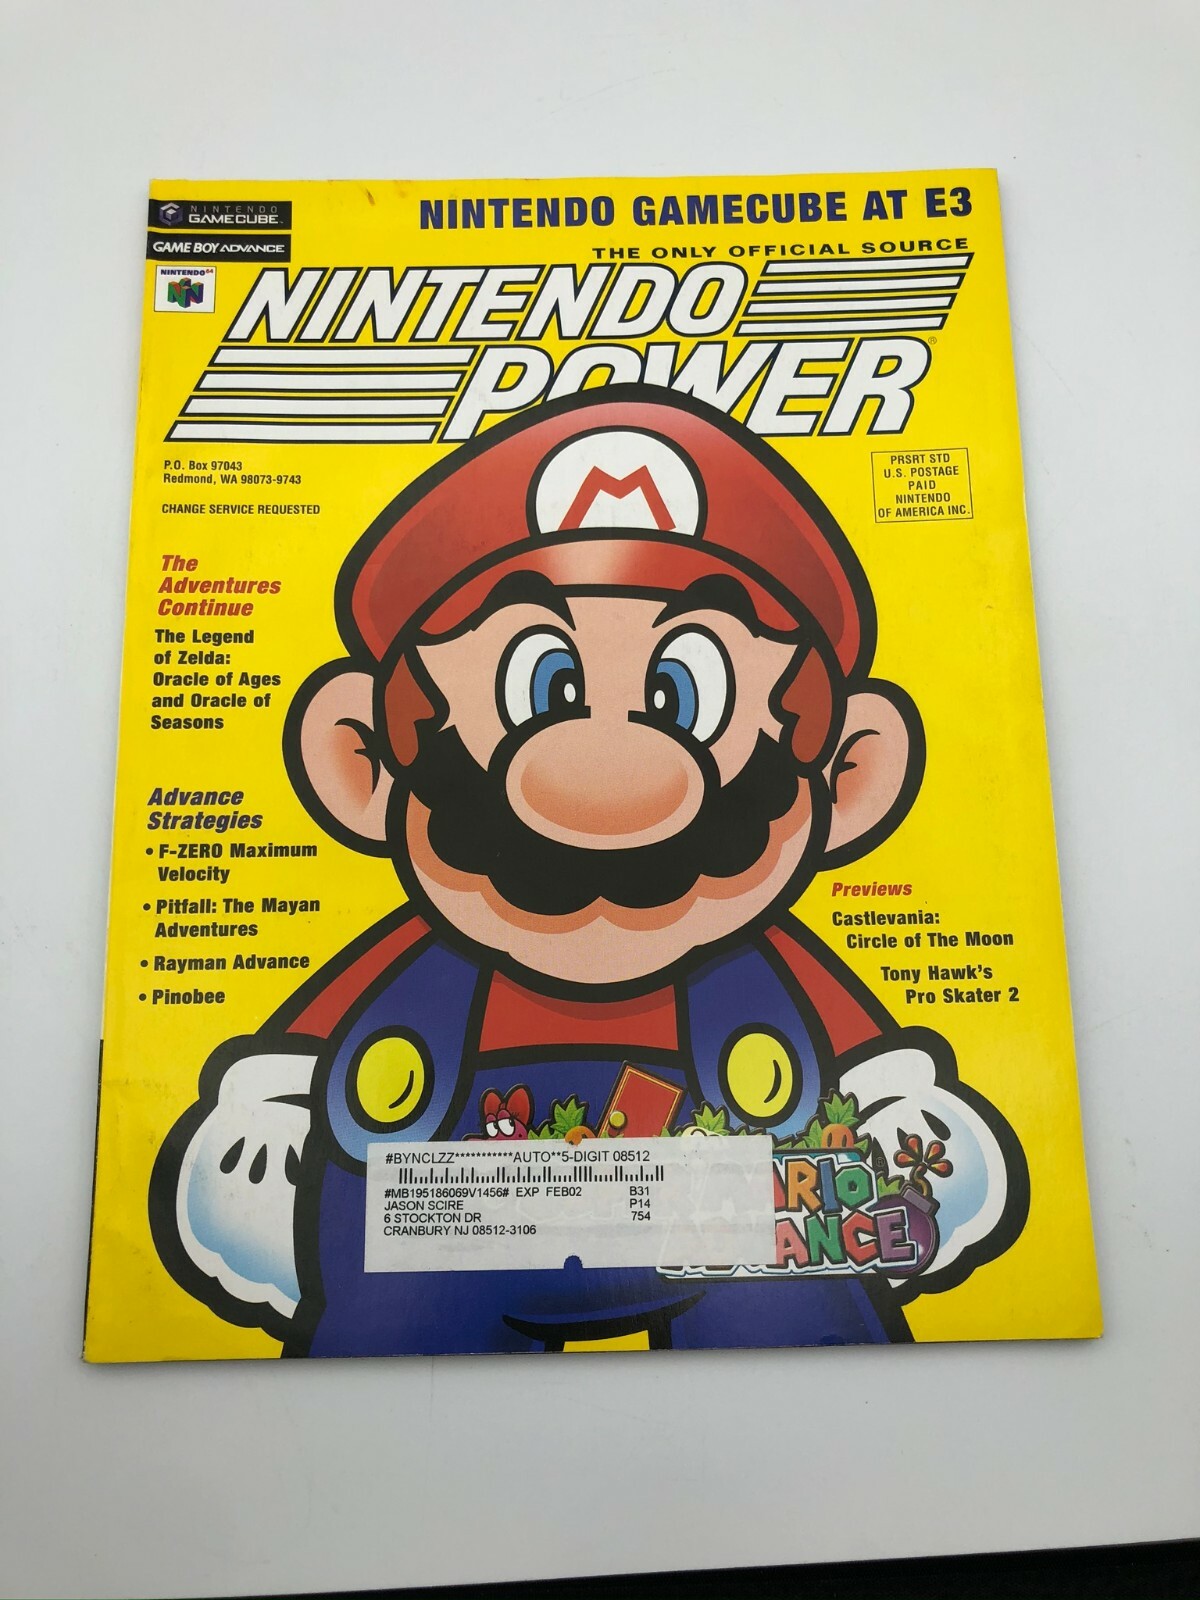 NINTENDO
GAMECUBE™
NINTENDO GAMECUBE AT E3
GAME BOY ADVANCE
THE ONLY OFFICIAL SOURCE
NINTENDO64
NINTENDO
POWER®
P.O. Box 97043
Redmond, WA 98073-9743
CHANGE SERVICE REQUESTED
PRSRT STD
U.S. POSTAGE
PAID
NINTENDO
OF AMERICA INC.
M
The
Adventures
Continue
The Legend
of Zelda:
Oracle of Ages
and Oracle of
Seasons
Advance
Strategies
• F-ZERO Maximum
Velocity
• Pitfall: The Mayan
Adventures
• Rayman Advance
• Pinobee
Previews
Castlevania:
Circle of The Moon
Tony Hawk's
Pro Skater 2
#BYNCLZZ***********AUTO**5-DIGIT 08512
#MB195186069V1456# EXP FEB02 B31
JASON SCIRE P14
6 STOCKTON DR 754
CRANBURY NJ 08512-3106